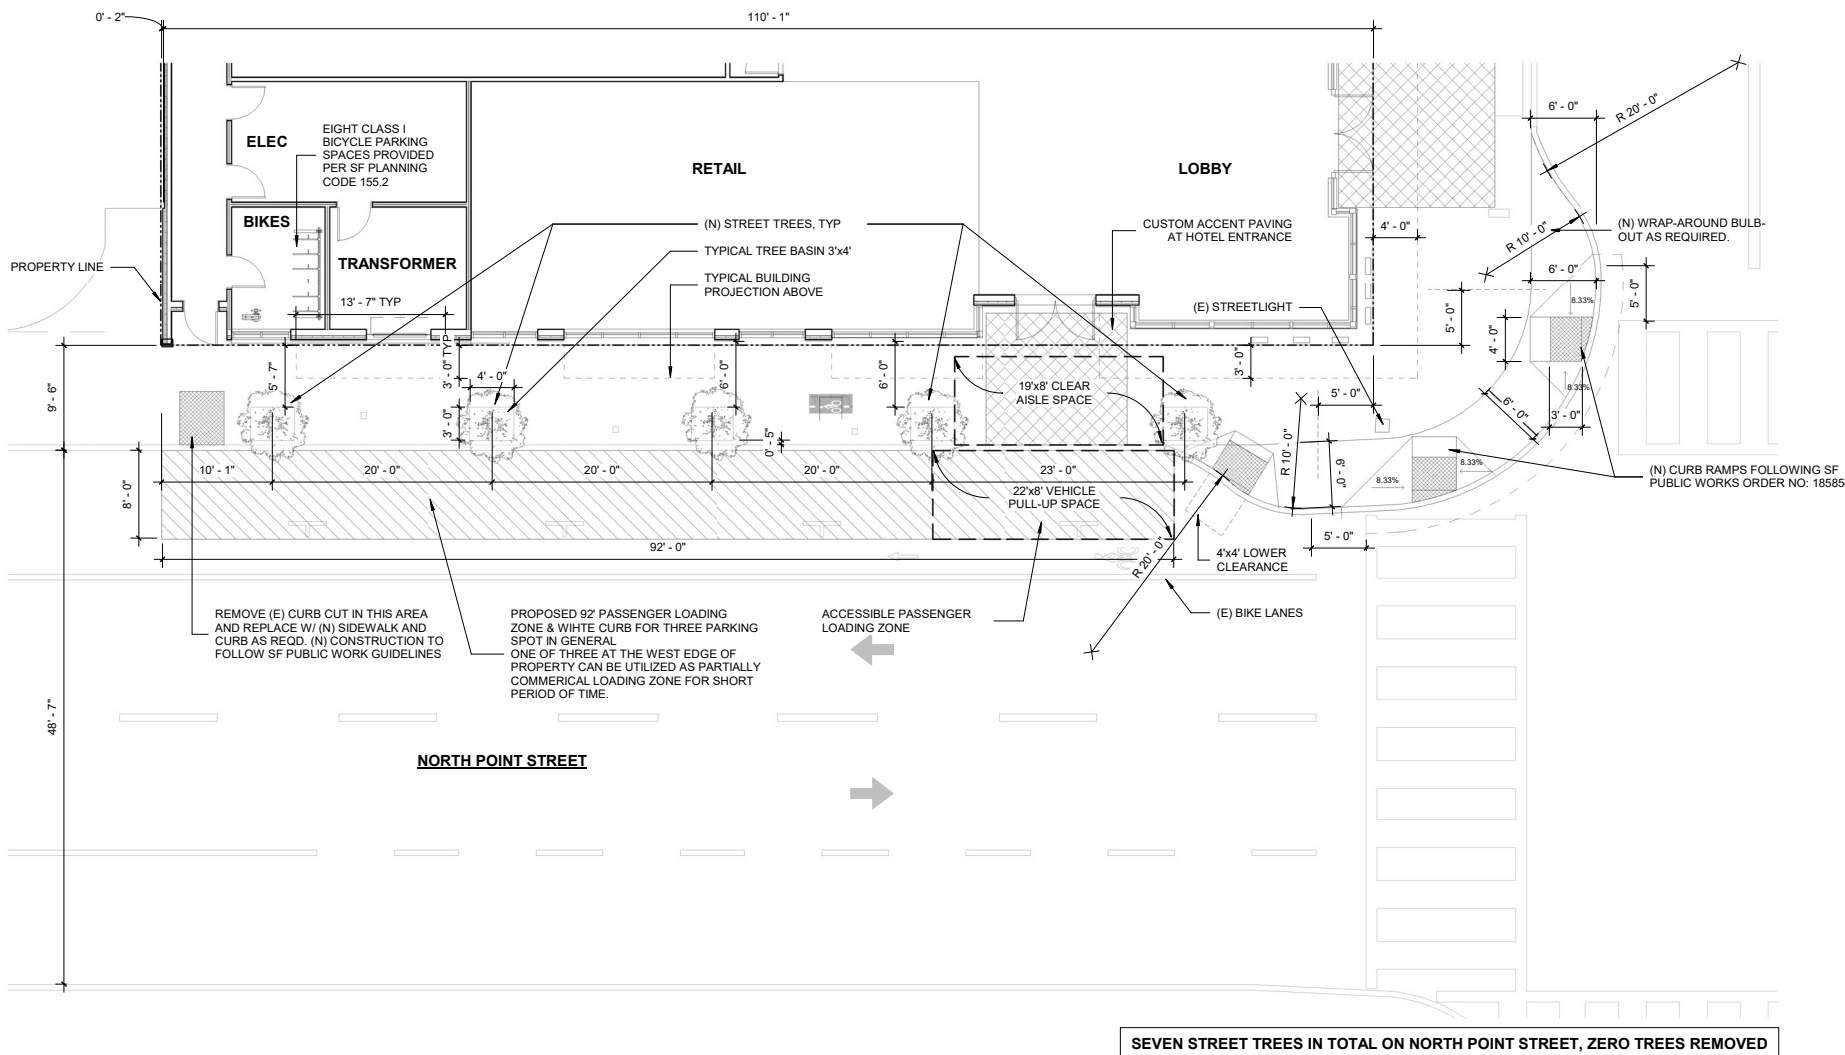 0' - 2"
110' - 1"
ELEC
EIGHT CLASS I
BICYCLE PARKING
SPACES PROVIDED
PER SF PLANNING
CODE 155.2
RETAIL
LOBBY
6' - 0"
R 20' - 0"
BIKES
TRANSFORMER
13' - 7" TYP
PROPERTY LINE
(N) STREET TREES, TYP
TYPICAL TREE BASIN 3'x4'
TYPICAL BUILDING
PROJECTION ABOVE
CUSTOM ACCENT PAVING
AT HOTEL ENTRANCE
4' - 0"
R 10' - 0"
(N) WRAP-AROUND BULB-
OUT AS REQUIRED.
6' - 0"
(E) STREETLIGHT
5' - 0"
5' - 0"
8.33%
4' - 0"
8.33%
9' - 6"
5' - 7"
3' - 0" TYP
4' - 0"
3' - 0"
6' - 0"
6' - 0"
0' - 5"
19'x8' CLEAR
AISLE SPACE
3' - 0"
5' - 0"
6' - 0"
3' - 0"
R 10' - 0"
6' - 0"
8.33%
8.33%
(N) CURB RAMPS FOLLOWING SF
PUBLIC WORKS ORDER NO: 18585
8' - 0"
10' - 1"
20' - 0"
20' - 0"
20' - 0"
23' - 0"
22'x8' VEHICLE
PULL-UP SPACE
92' - 0"
5' - 0"
R 20' - 0"
4'x4' LOWER
CLEARANCE
REMOVE (E) CURB CUT IN THIS AREA
AND REPLACE W/ (N) SIDEWALK AND
CURB AS REQD. (N) CONSTRUCTION TO
FOLLOW SF PUBLIC WORK GUIDELINES
PROPOSED 92' PASSENGER LOADING
ZONE & WIHTE CURB FOR THREE PARKING
SPOT IN GENERAL
ONE OF THREE AT THE WEST EDGE OF
PROPERTY CAN BE UTILIZED AS PARTIALLY
COMMERICAL LOADING ZONE FOR SHORT
PERIOD OF TIME.
ACCESSIBLE PASSENGER
LOADING ZONE
(E) BIKE LANES
48' - 7"
NORTH POINT STREET
SEVEN STREET TREES IN TOTAL ON NORTH POINT STREET, ZERO TREES REMOVED